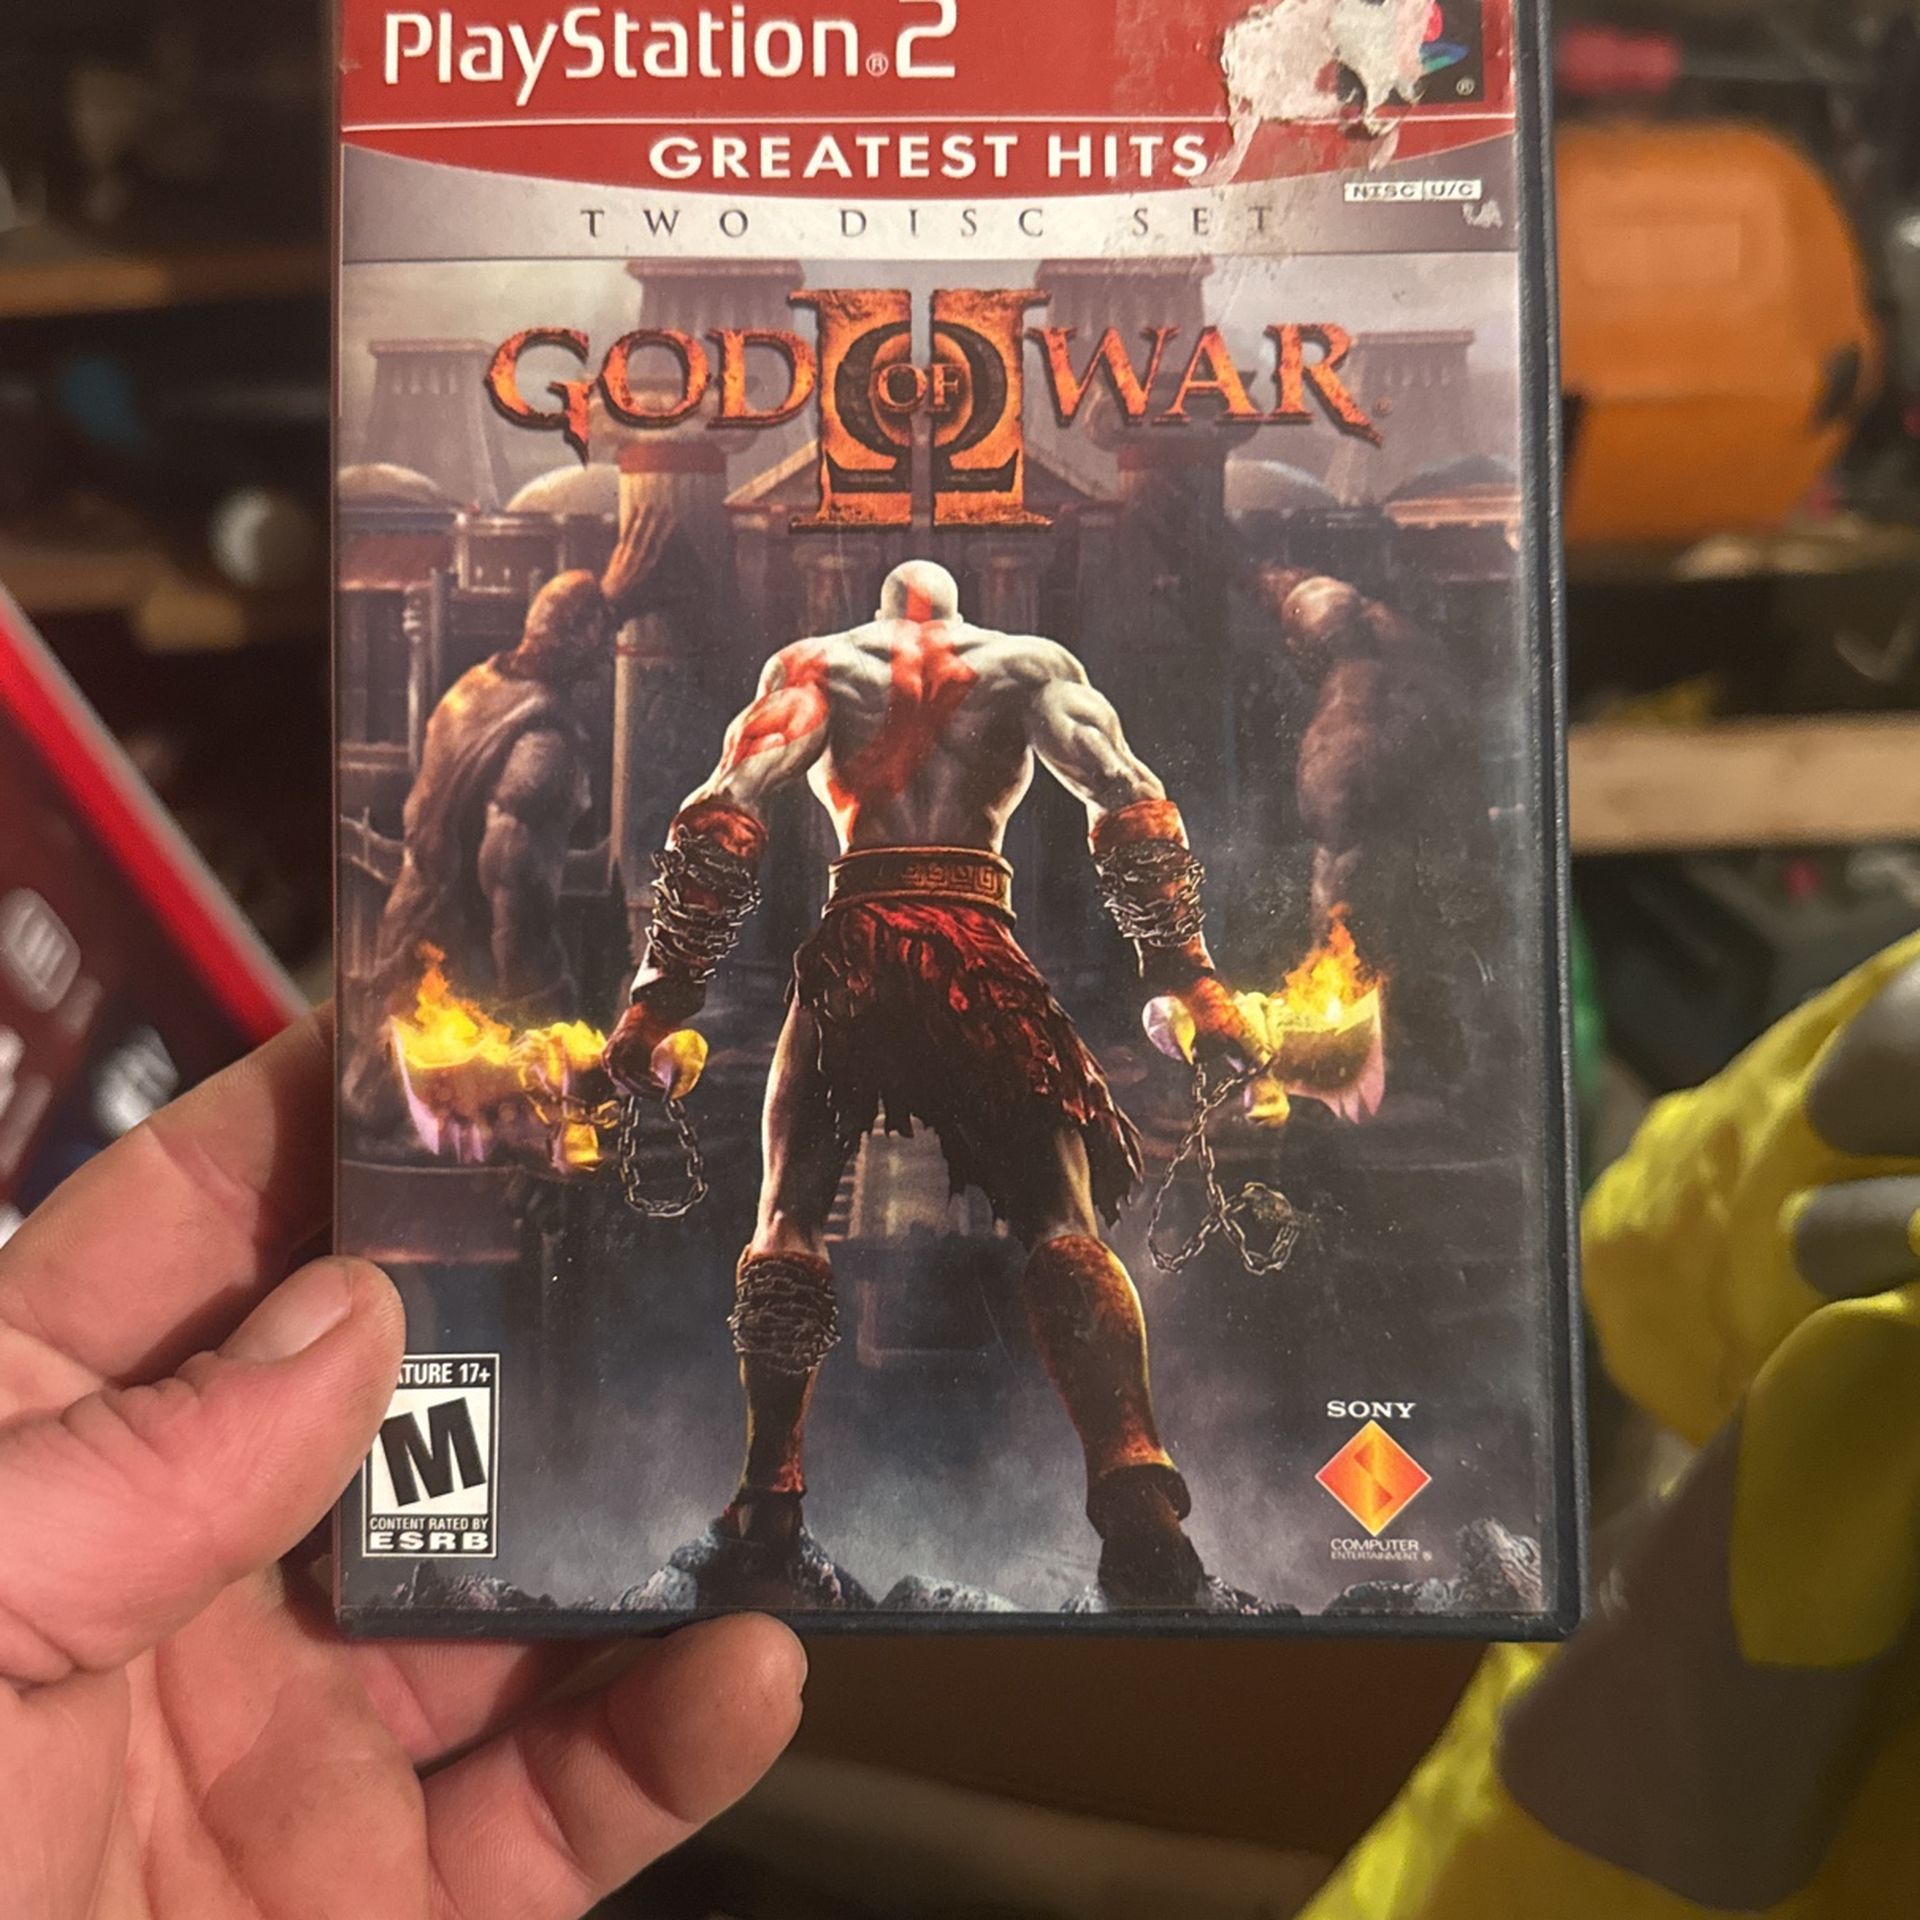 PlayStation®2
GREATEST HITS
NTSC U/C
TWO DISC SET
GOD OF WAR
II
ATURE 17+
M
CONTENT RATED BY
ESRB
SONY
COMPUTER
ENTERTAINMENT ®